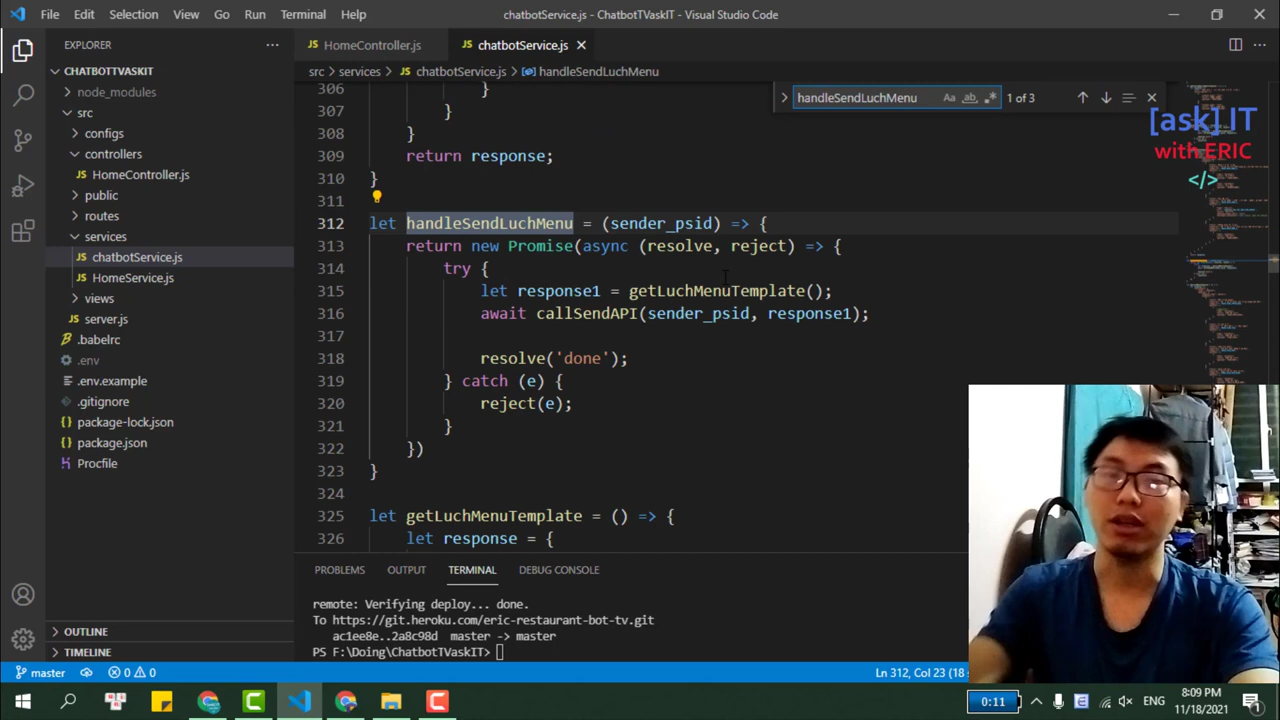 File Edit Selection View Go Run Terminal Help
chatbotService.js - ChatbotTVaskIT - Visual Studio Code
EXPLORER
CHATBOTTVASKIT
node_modules
src
configs
controllers
HomeController.js
public
routes
services
chatbotService.js
HomeService.js
views
server.js
.babelrc
.env
.env.example
.gitignore
package-lock.json
package.json
Procfile
OUTLINE
TIMELINE
HomeController.js
chatbotService.js
src > services > chatbotService.js > handleSendLuchMenu
handleSendLuchMenu Aa ab 1 of 3
[ask] IT
with ERIC
</>
306 }
307 }
308 }
309 return response;
310 }
311
312 let handleSendLuchMenu = (sender_psid) => {
313 return new Promise(async (resolve, reject) => {
314 try {
315 let response1 = getLuchMenuTemplate();
316 await callSendAPI(sender_psid, response1);
317
318 resolve('done');
319 } catch (e) {
320 reject(e);
321 }
322 })
323 }
324
325 let getLuchMenuTemplate = () => {
326 let response = {
PROBLEMS OUTPUT TERMINAL DEBUG CONSOLE
remote: Verifying deploy... done.
To https://git.heroku.com/eric-restaurant-bot-tv.git
ac1ee8e..2a8c98d master -> master
PS F:\Doing\ChatbotTVaskIT>
master 0 0 Ln 312, Col 23 (18 s
0:11 ENG 8:09 PM
11/18/2021